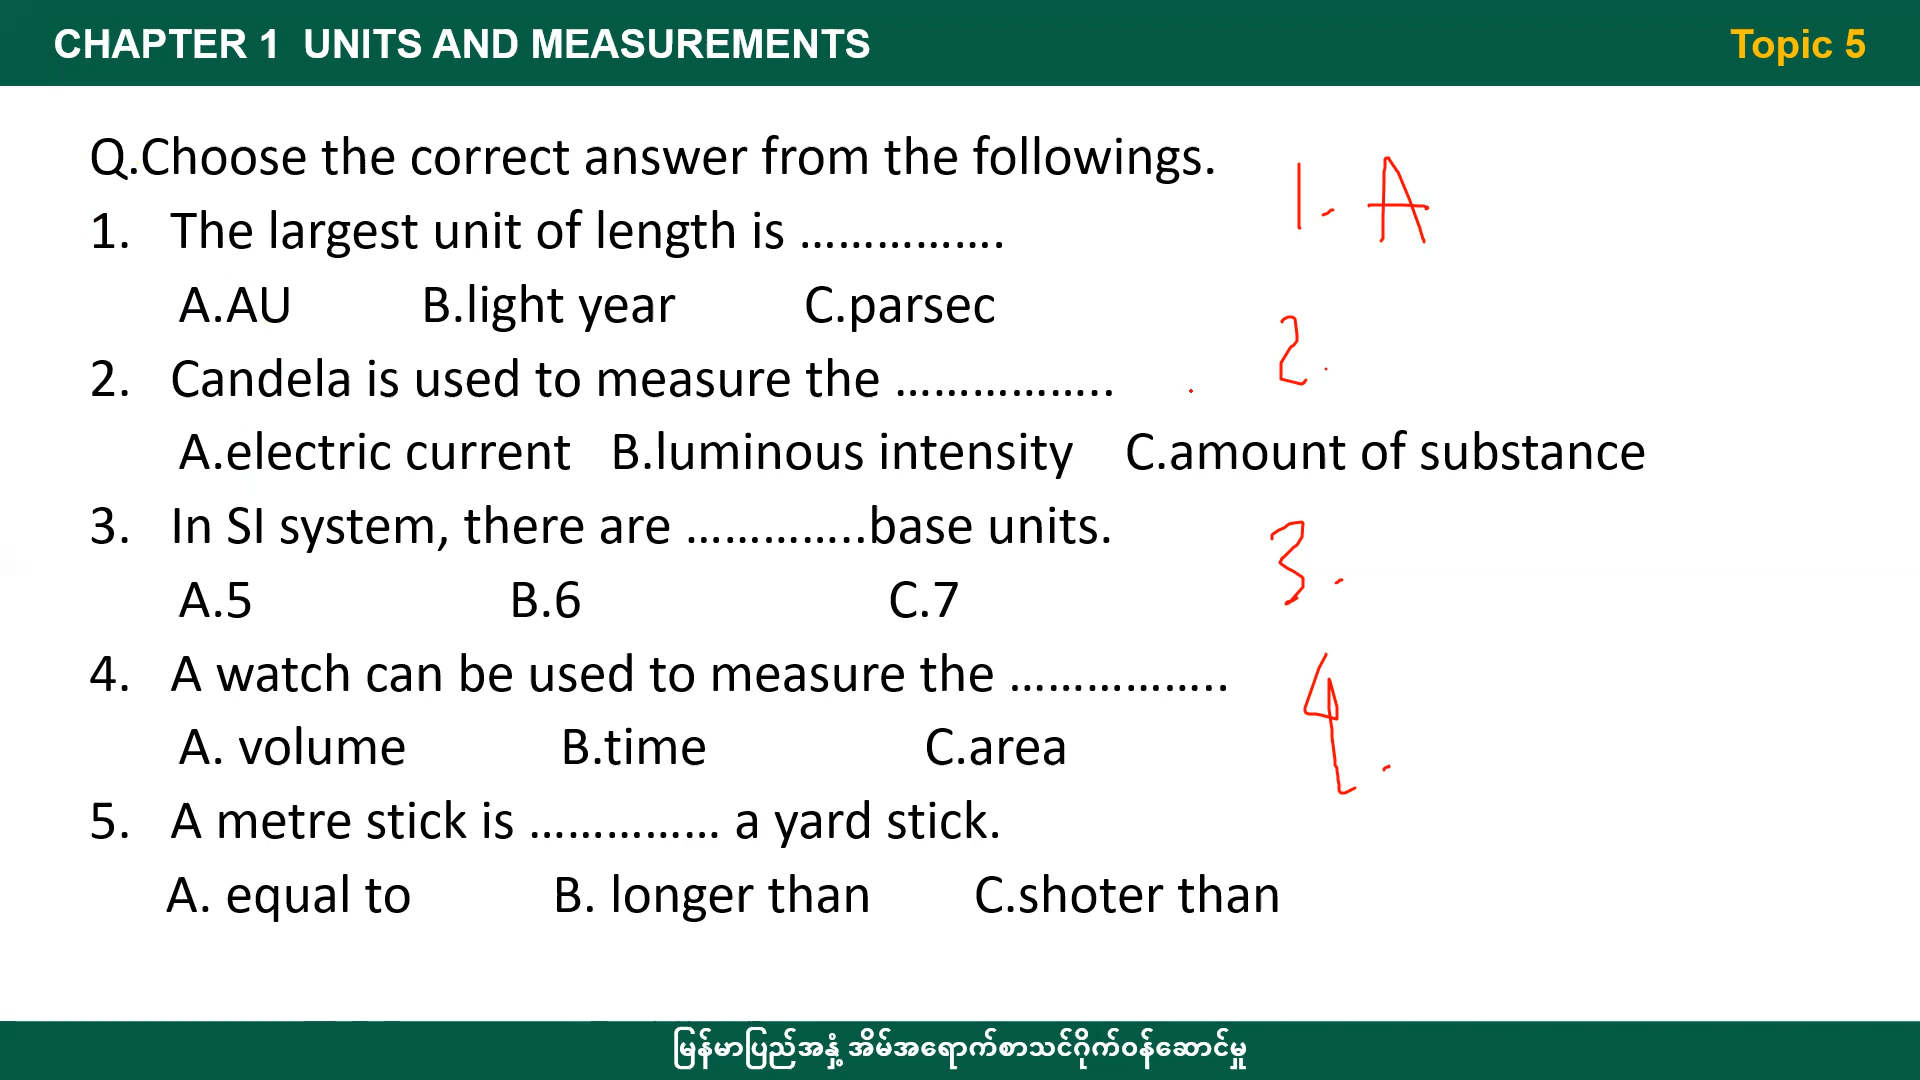 CHAPTER 1 UNITS AND MEASUREMENTS
Topic 5
Q.Choose the correct answer from the followings.
1. The largest unit of length is …………….
A.AU B.light year C.parsec
2. Candela is used to measure the ……………..
A.electric current B.luminous intensity C.amount of substance
3. In SI system, there are …………..base units.
A.5 B.6 C.7
4. A watch can be used to measure the ……………..
A. volume B.time C.area
5. A metre stick is …………… a yard stick.
A. equal to B. longer than C.shoter than
1. A
2.
3.
4.
မြန်မာပြည်အနှံ့ အိမ်အရောက်စာသင်ဂိုက်ဝန်ဆောင်မှု